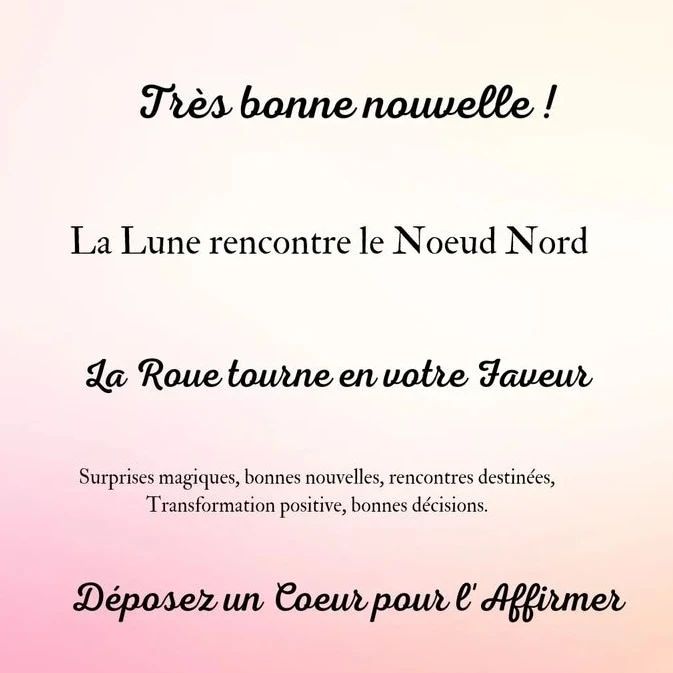 Très bonne nouvelle !
La Lune rencontre le Noeud Nord
La Roue tourne en votre Faveur
Surprises magiques, bonnes nouvelles, rencontres destinées,
Transformation positive, bonnes décisions.
Déposez un Coeur pour l' Affirmer